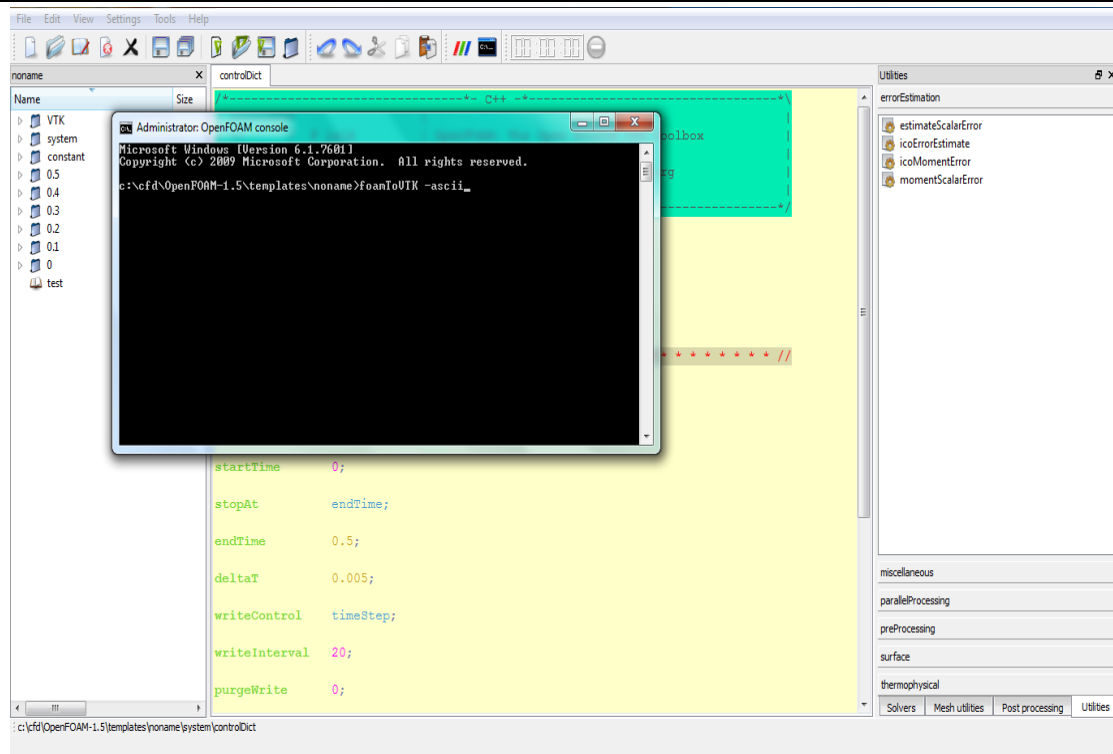 File Edit View Settings Tools Help
noname
Name Size
VTK
system
constant
0.5
0.4
0.3
0.2
0.1
0
test
controlDict
/*--------------------------------*- C++ -*----------------------------------*\
Administrator: OpenFOAM console
Microsoft Windows [Version 6.1.7601]
Copyright (c) 2009 Microsoft Corporation. All rights reserved.
c:\cfd\OpenFOAM-1.5\templates\noname>foamToVTK -ascii_
* * * * * * * * //
startTime 0;
stopAt endTime;
endTime 0.5;
deltaT 0.005;
writeControl timeStep;
writeInterval 20;
purgeWrite 0;
Utilities
errorEstimation
estimateScalarError
icoErrorEstimate
icoMomentError
momentScalarError
miscellaneous
parallelProcessing
preProcessing
surface
thermophysical
Solvers Mesh utilities Post processing Utilities
c:\cfd\OpenFOAM-1.5\templates\noname\system\controlDict